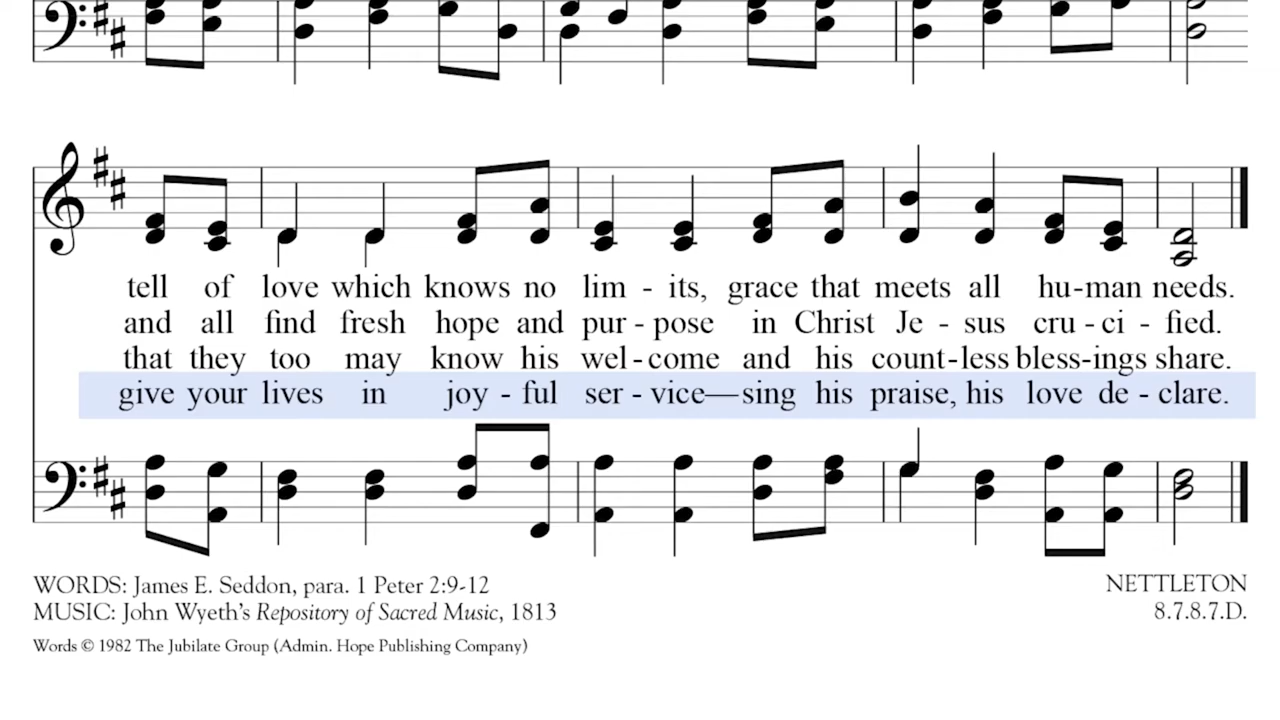 tell of love which knows no lim - its, grace that meets all hu-man needs.
and all find fresh hope and pur - pose in Christ Je - sus cru - ci - fied.
that they too may know his wel - come and his count - less bless-ings share.
give your lives in joy - ful ser - vice—sing his praise, his love de - clare.
WORDS: James E. Seddon, para. 1 Peter 2:9-12
NETTLETON
MUSIC: John Wyeth's Repository of Sacred Music, 1813
8.7.8.7.D.
Words © 1982 The Jubilate Group (Admin. Hope Publishing Company)